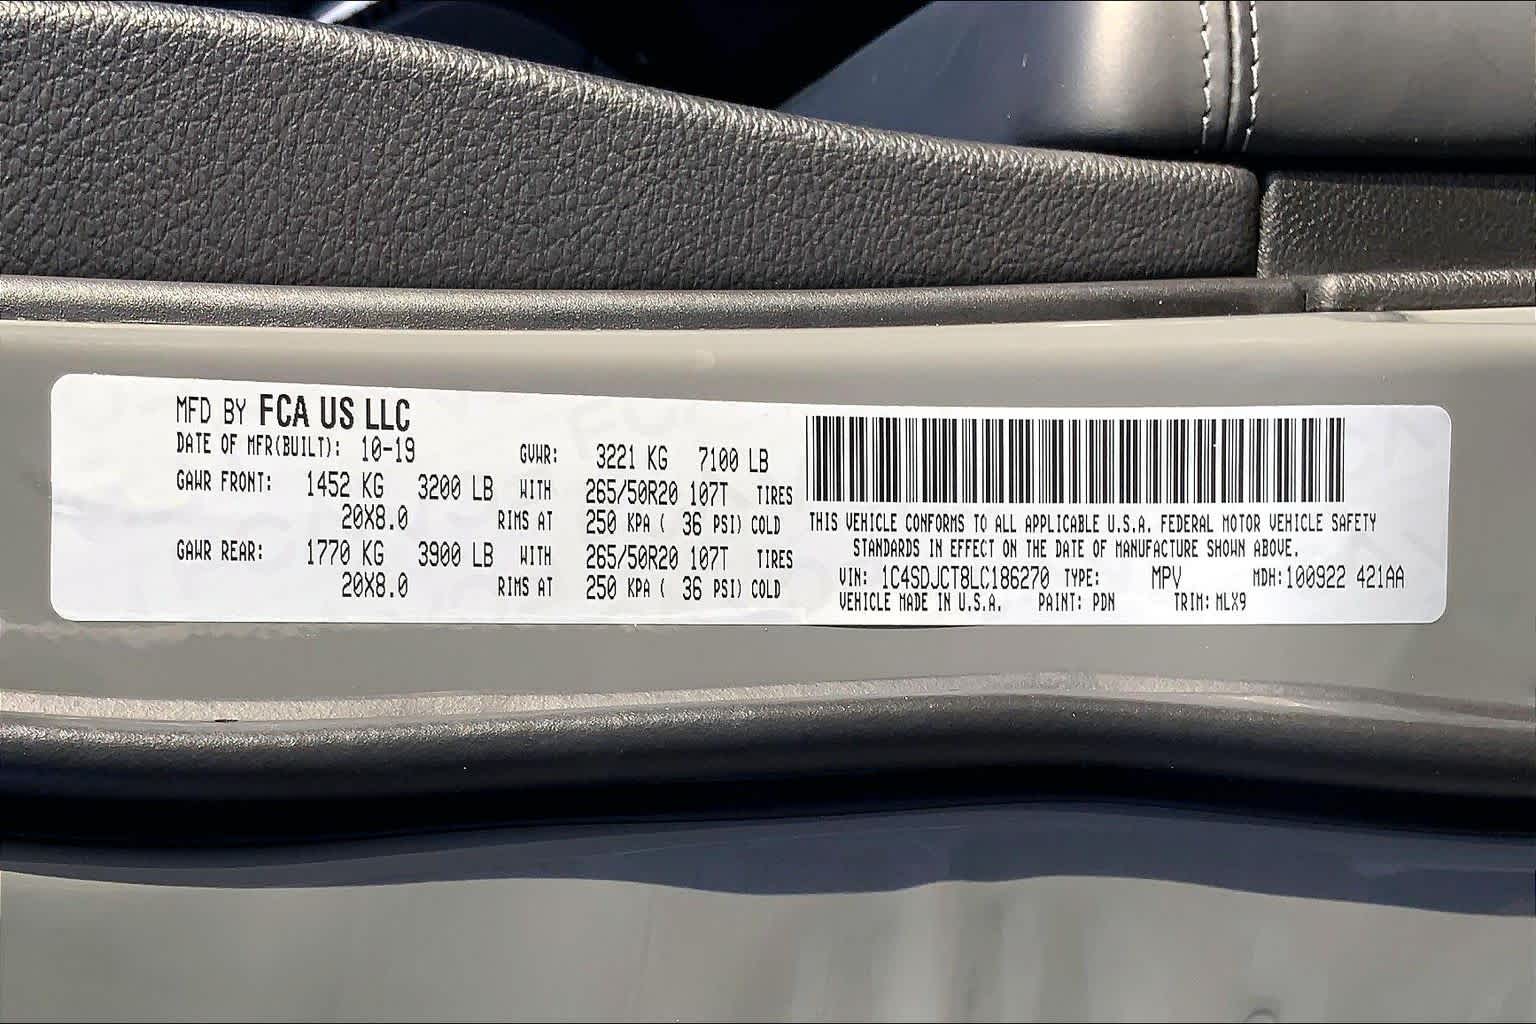 MFD BY FCA US LLC
DATE OF MFR(BUILT): 10-19 GVWR: 3221 KG 7100 LB
GAWR FRONT: 1452 KG 3200 LB WITH 265/50R20 107T TIRES
20X8.0 RIMS AT 250 KPA ( 36 PSI) COLD
GAWR REAR: 1770 KG 3900 LB WITH 265/50R20 107T TIRES
20X8.0 RIMS AT 250 KPA ( 36 PSI) COLD
THIS VEHICLE CONFORMS TO ALL APPLICABLE U.S.A. FEDERAL MOTOR VEHICLE SAFETY
STANDARDS IN EFFECT ON THE DATE OF MANUFACTURE SHOWN ABOVE.
VIN: 1C4SDJCT8LC186270 TYPE: MPV MDH:100922 421AA
VEHICLE MADE IN U.S.A. PAINT: PDN TRIM: MLX9